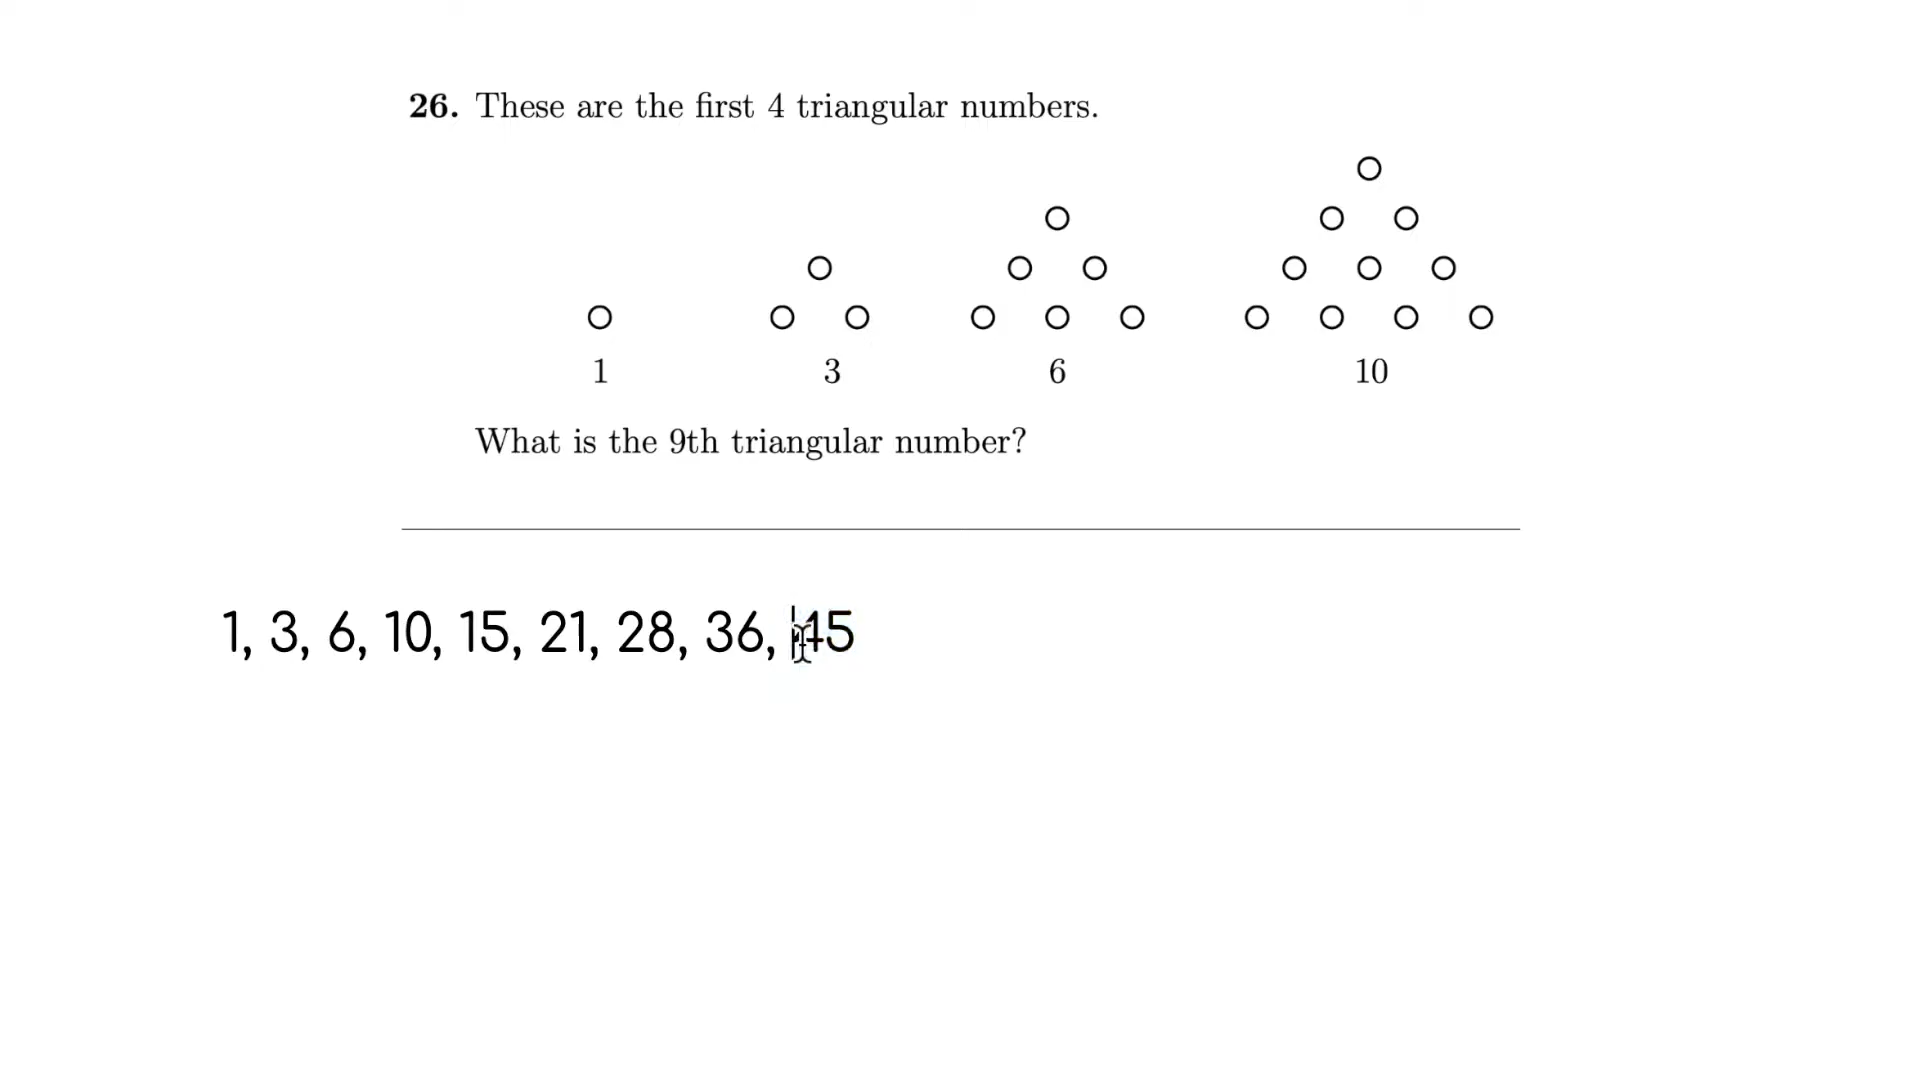 26. These are the first 4 triangular numbers.
1 3 6 10
What is the 9th triangular number?
1, 3, 6, 10, 15, 21, 28, 36, 45